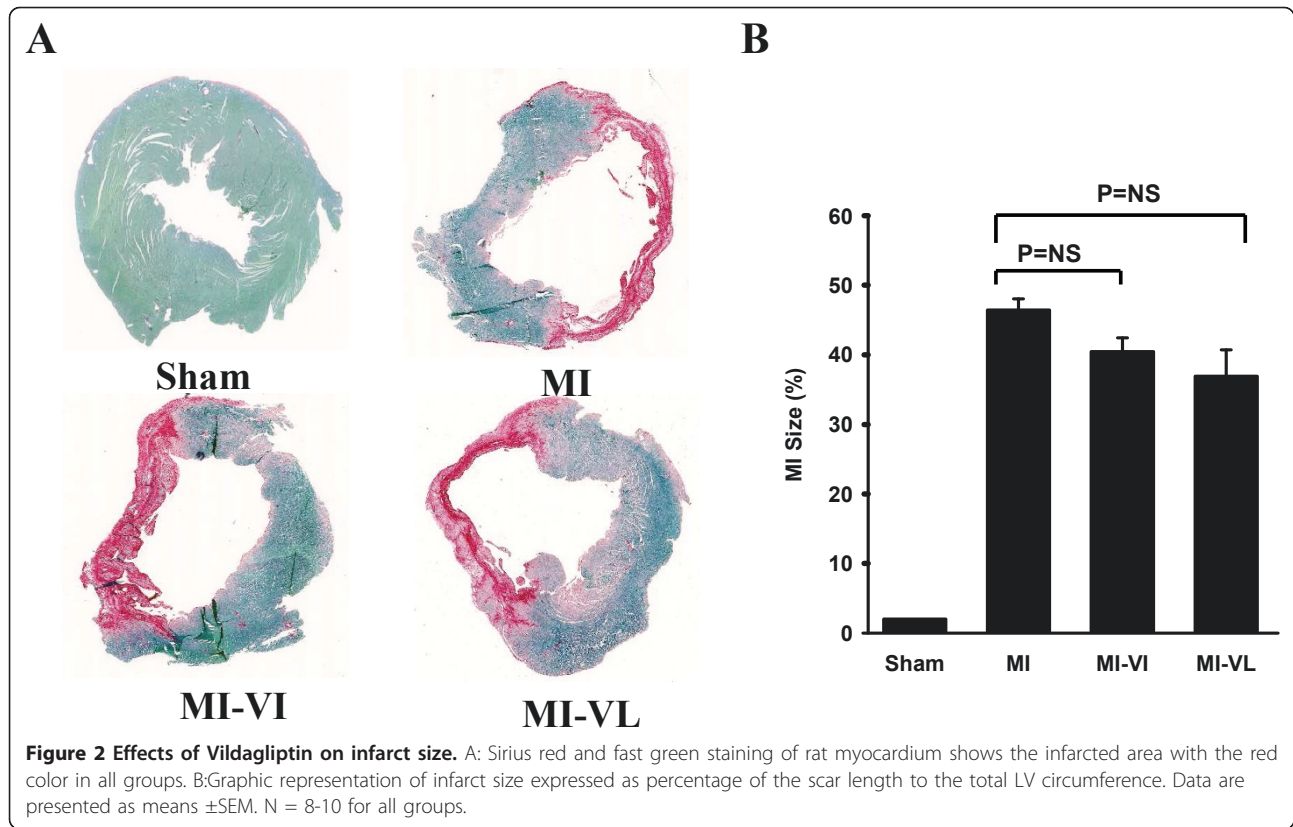 A
B
Sham
MI
MI-VI
MI-VL
P=NS
P=NS
60
50
40
30
20
10
0
MI Size (%)
Sham
MI
MI-VI
MI-VL
Figure 2 Effects of Vildagliptin on infarct size. A: Sirius red and fast green staining of rat myocardium shows the infarcted area with the red
color in all groups. B:Graphic representation of infarct size expressed as percentage of the scar length to the total LV circumference. Data are
presented as means ±SEM. N = 8-10 for all groups.